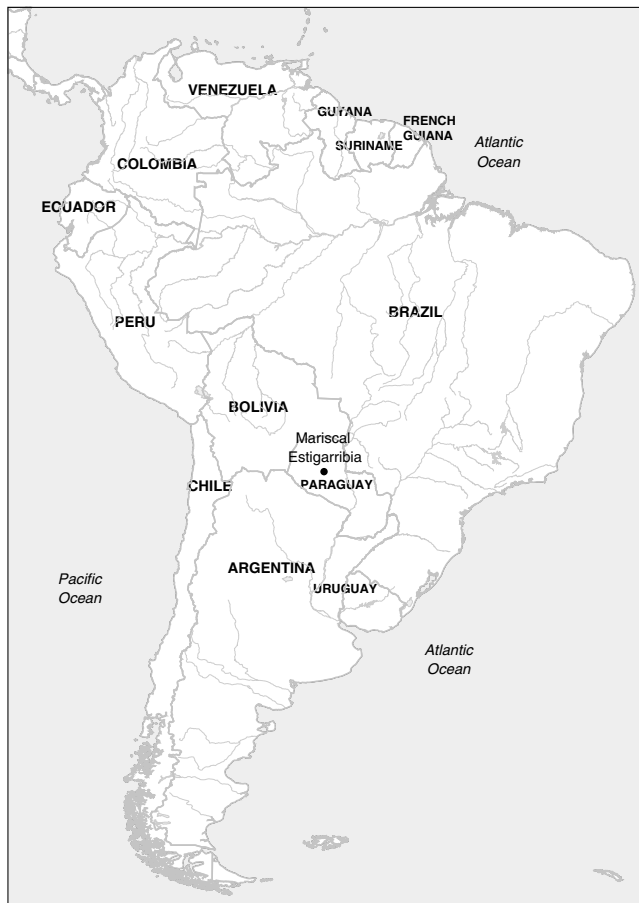 VENEZUELA
GUYANA
FRENCH
GUIANA
SURINAME
Atlantic
Ocean
COLOMBIA
ECUADOR
PERU
BRAZIL
BOLIVIA
Mariscal
Estigarribia
PARAGUAY
CHILE
ARGENTINA
Pacific
Ocean
URUGUAY
Atlantic
Ocean